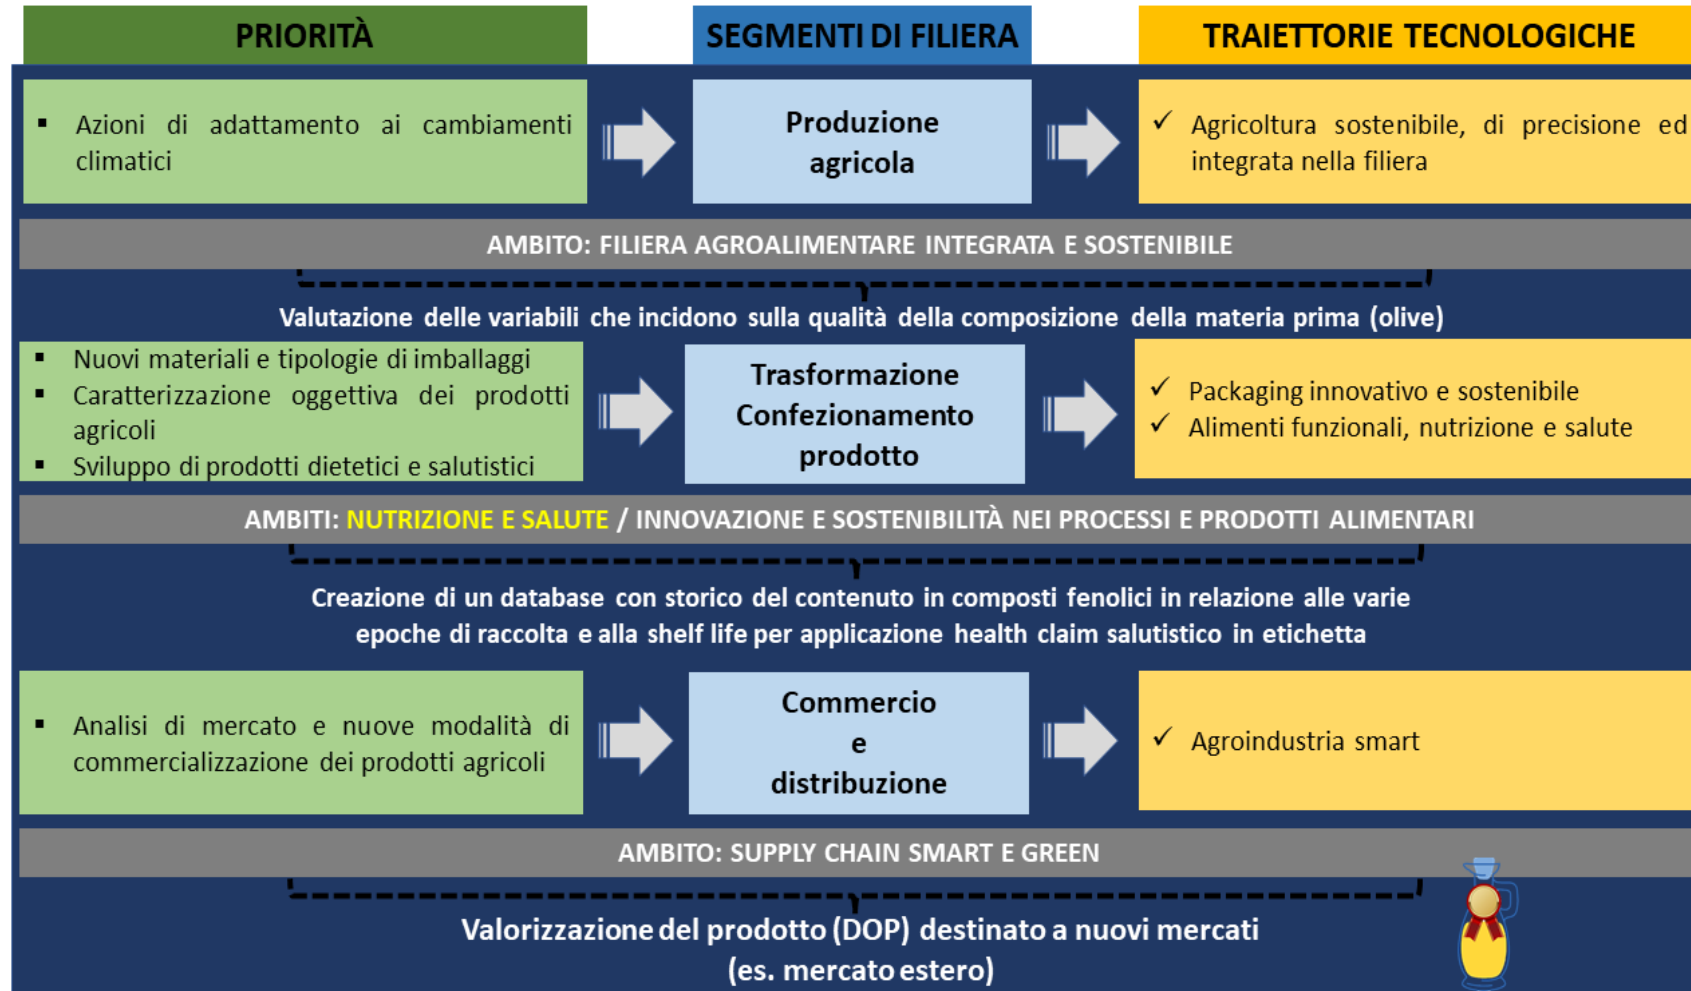 PRIORITÀ
SEGMENTI DI FILIERA
TRAIETTORIE TECNOLOGICHE
▪ Azioni di adattamento ai cambiamenti
climatici
Produzione
agricola
✓ Agricoltura sostenibile, di precisione ed
integrata nella filiera
AMBITO: FILIERA AGROALIMENTARE INTEGRATA E SOSTENIBILE
Valutazione delle variabili che incidono sulla qualità della composizione della materia prima (olive)
▪ Nuovi materiali e tipologie di imballaggi
▪ Caratterizzazione oggettiva dei prodotti
agricoli
▪ Sviluppo di prodotti dietetici e salutistici
Trasformazione
Confezionamento
prodotto
✓ Packaging innovativo e sostenibile
✓ Alimenti funzionali, nutrizione e salute
AMBITI: NUTRIZIONE E SALUTE / INNOVAZIONE E SOSTENIBILITÀ NEI PROCESSI E PRODOTTI ALIMENTARI
Creazione di un database con storico del contenuto in composti fenolici in relazione alle varie
epoche di raccolta e alla shelf life per applicazione health claim salutistico in etichetta
▪ Analisi di mercato e nuove modalità di
commercializzazione dei prodotti agricoli
Commercio
e
distribuzione
✓ Agroindustria smart
AMBITO: SUPPLY CHAIN SMART E GREEN
Valorizzazione del prodotto (DOP) destinato a nuovi mercati
(es. mercato estero)